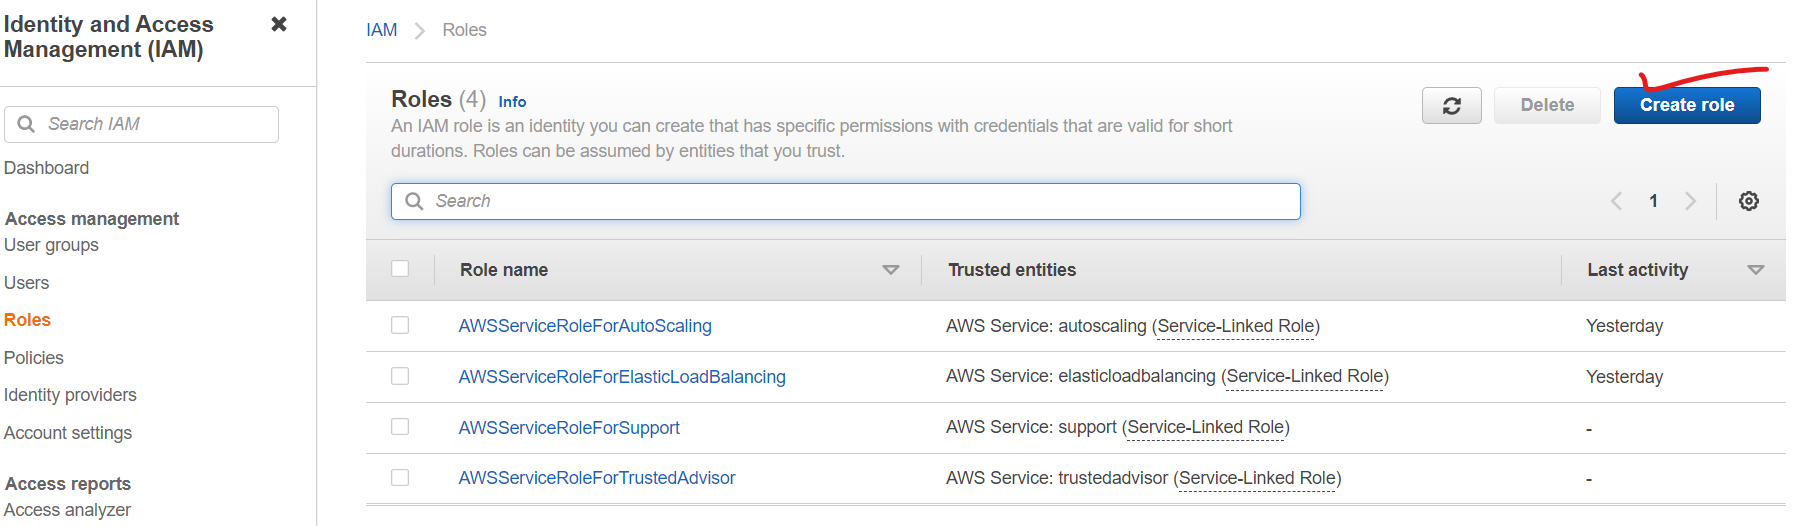 Identity and Access
Management (IAM)
Search IAM
Dashboard
Access management
User groups
Users
Roles
Policies
Identity providers
Account settings
Access reports
Access analyzer
IAM > Roles
Roles (4) Info
An IAM role is an identity you can create that has specific permissions with credentials that are valid for short
durations. Roles can be assumed by entities that you trust.
Delete Create role
Search
1
Role name Trusted entities Last activity
AWSServiceRoleForAutoScaling AWS Service: autoscaling (Service-Linked Role) Yesterday
AWSServiceRoleForElasticLoadBalancing AWS Service: elasticloadbalancing (Service-Linked Role) Yesterday
AWSServiceRoleForSupport AWS Service: support (Service-Linked Role) -
AWSServiceRoleForTrustedAdvisor AWS Service: trustedadvisor (Service-Linked Role) -